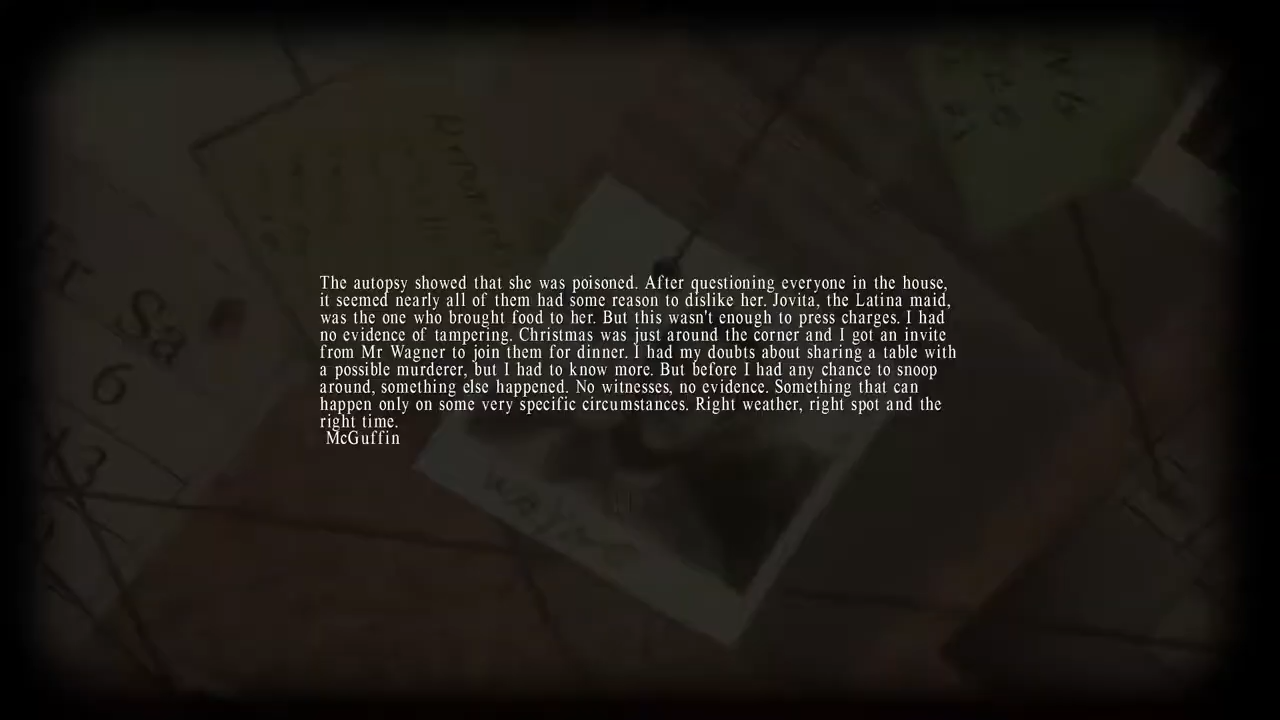 The autopsy showed that she was poisoned. After questioning everyone in the house,
it seemed nearly all of them had some reason to dislike her. Jovita, the Latina maid,
was the one who brought food to her. But this wasn't enough to press charges. I had
no evidence of tampering. Christmas was just around the corner and I got an invite
from Mr Wagner to join them for dinner. I had my doubts about sharing a table with
a possible murderer, but I had to know more. But before I had any chance to snoop
around, something else happened. No witnesses, no evidence. Something that can
happen only on some very specific circumstances. Right weather, right spot and the
right time.
McGuffin
Sa
6
13